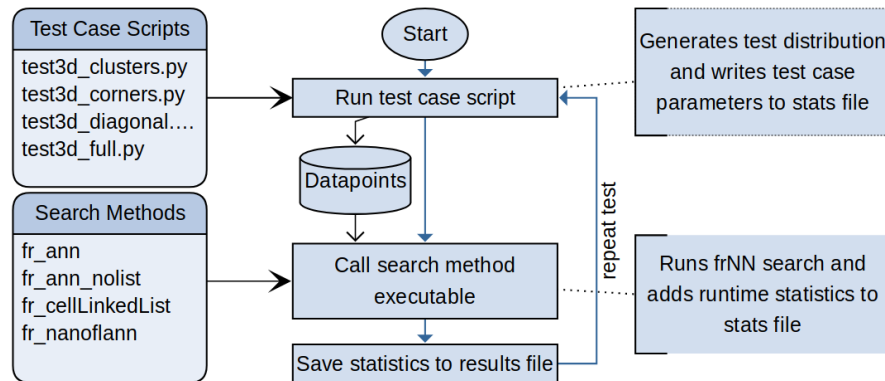 Test Case Scripts
test3d_clusters.py
test3d_corners.py
test3d_diagonal.…
test3d_full.py
Search Methods
fr_ann
fr_ann_nolist
fr_cellLinkedList
fr_nanoflann
Start
Run test case script
Datapoints
Call search method
executable
Save statistics to results file
repeat test
Generates test distribution
and writes test case
parameters to stats file
Runs frNN search and
adds runtime statistics to
stats file